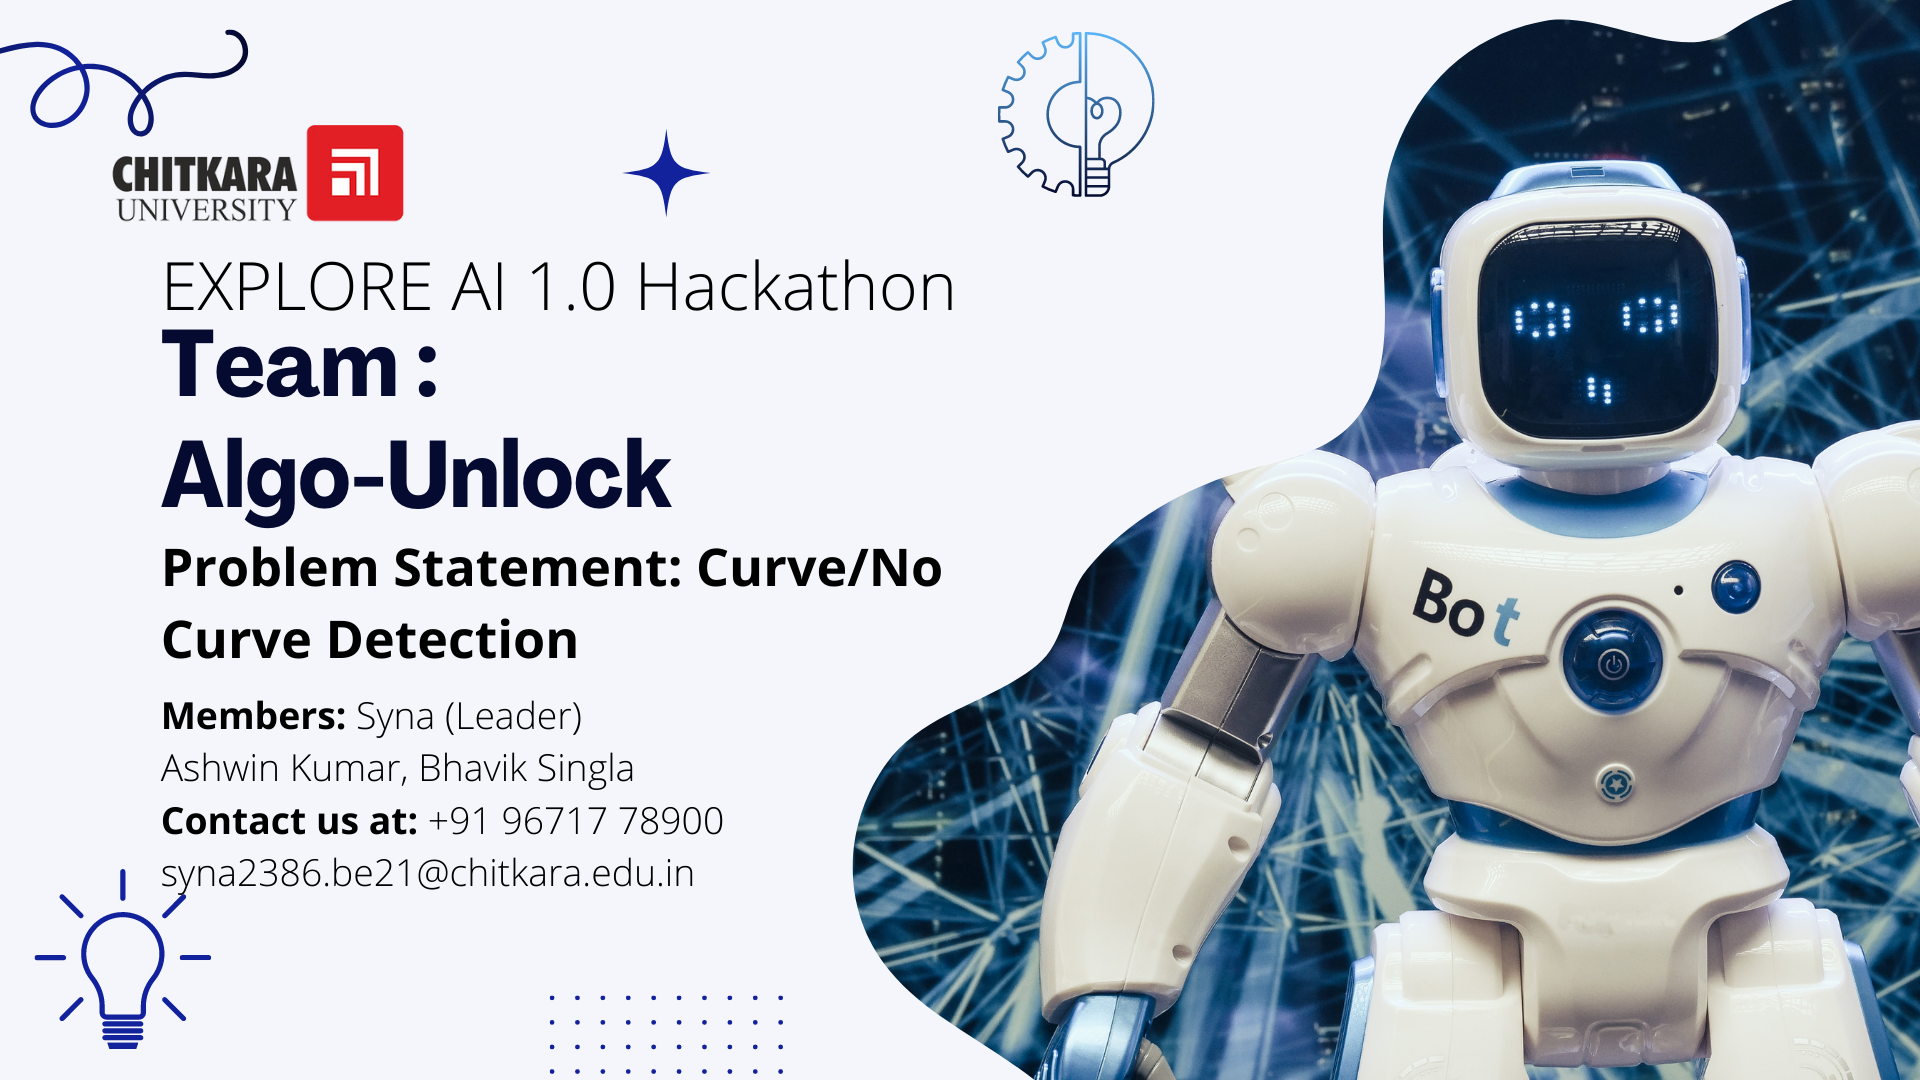 CHITKARA
UNIVERSITY
EXPLORE AI 1.0 Hackathon
Team :
Algo-Unlock
Problem Statement: Curve/No
Curve Detection
Members: Syna (Leader)
Ashwin Kumar, Bhavik Singla
Contact us at: +91 96717 78900
syna2386.be21@chitkara.edu.in
Bot